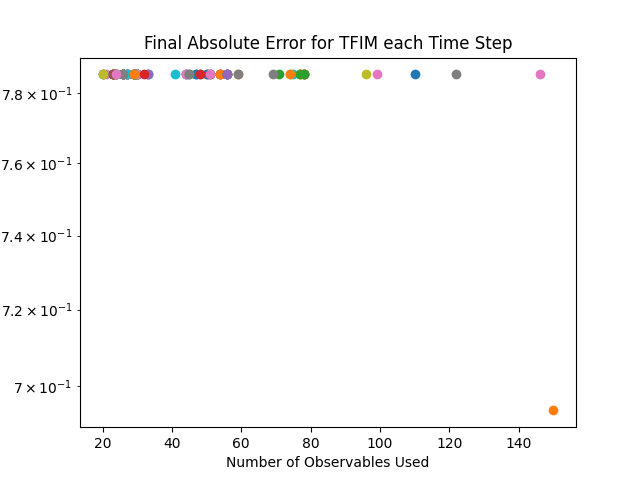 Final Absolute Error for TFIM each Time Step
7.8 × 10⁻¹
7.6 × 10⁻¹
7.4 × 10⁻¹
7.2 × 10⁻¹
7 × 10⁻¹
20 40 60 80 100 120 140
Number of Observables Used